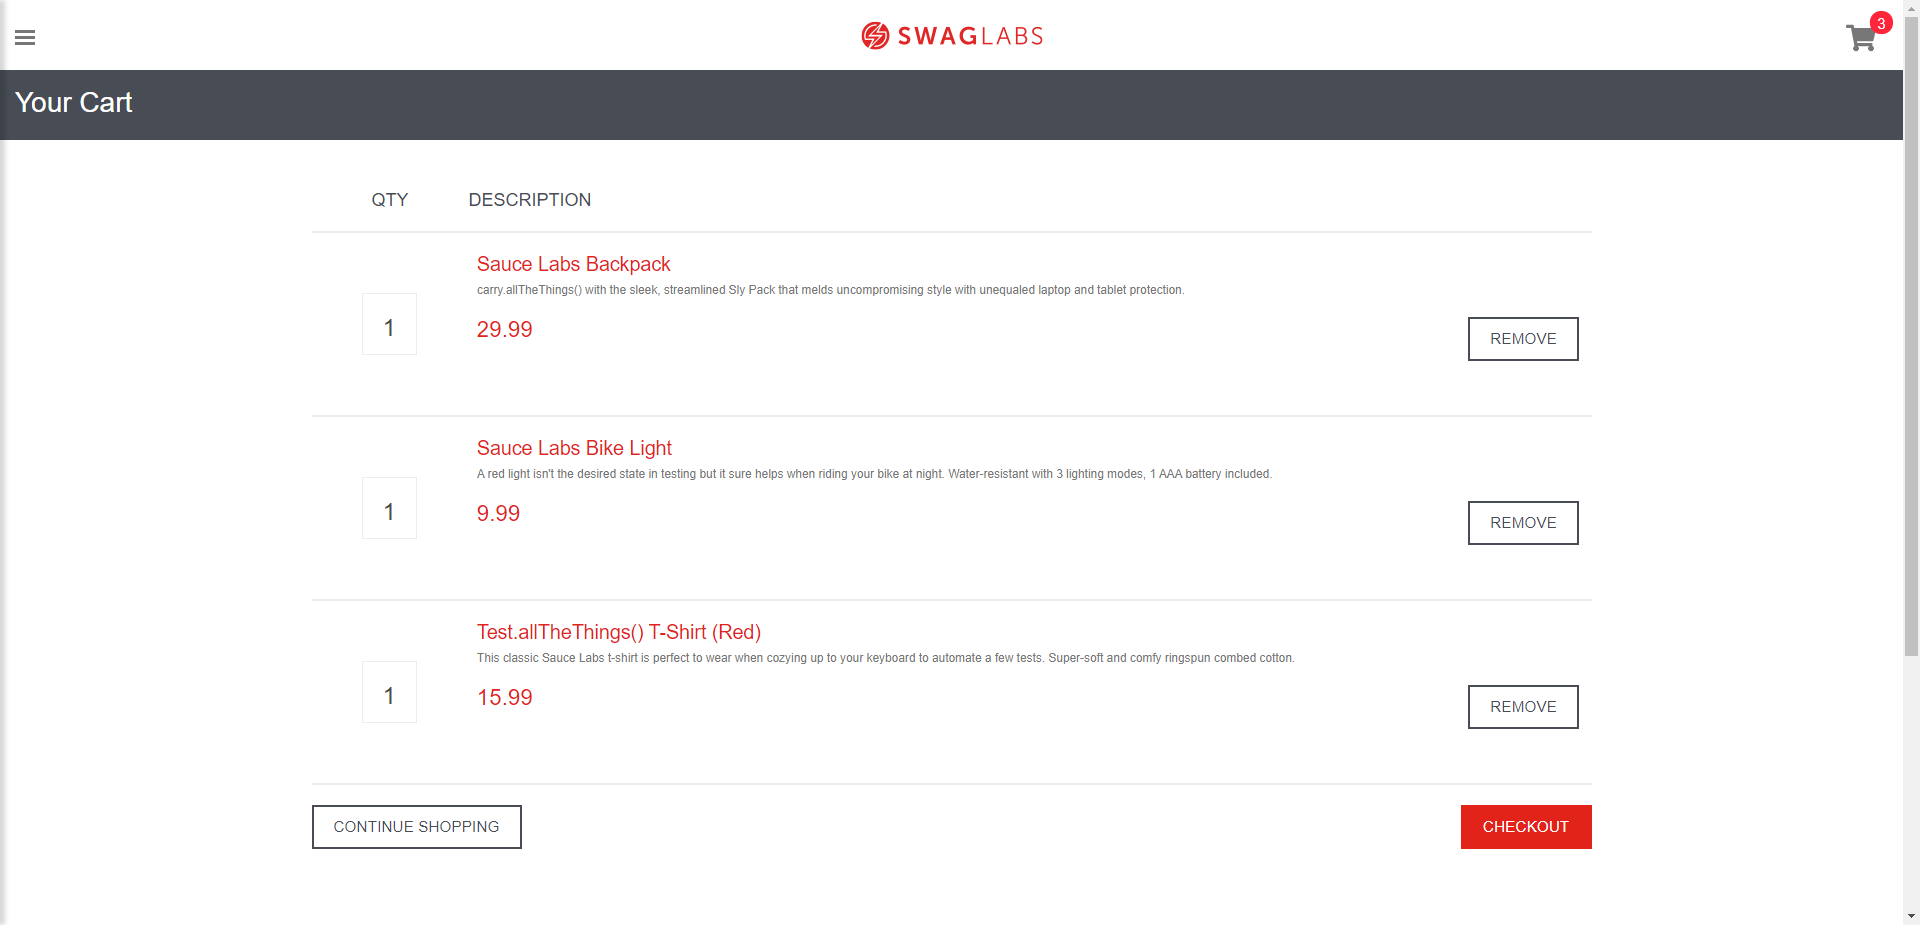 SWAGLABS
3
Your Cart
QTY DESCRIPTION
Sauce Labs Backpack
carry.allTheThings() with the sleek, streamlined Sly Pack that melds uncompromising style with unequaled laptop and tablet protection.
1
29.99
REMOVE
Sauce Labs Bike Light
A red light isn't the desired state in testing but it sure helps when riding your bike at night. Water-resistant with 3 lighting modes, 1 AAA battery included.
1
9.99
REMOVE
Test.allTheThings() T-Shirt (Red)
This classic Sauce Labs t-shirt is perfect to wear when cozying up to your keyboard to automate a few tests. Super-soft and comfy ringspun combed cotton.
1
15.99
REMOVE
CONTINUE SHOPPING
CHECKOUT